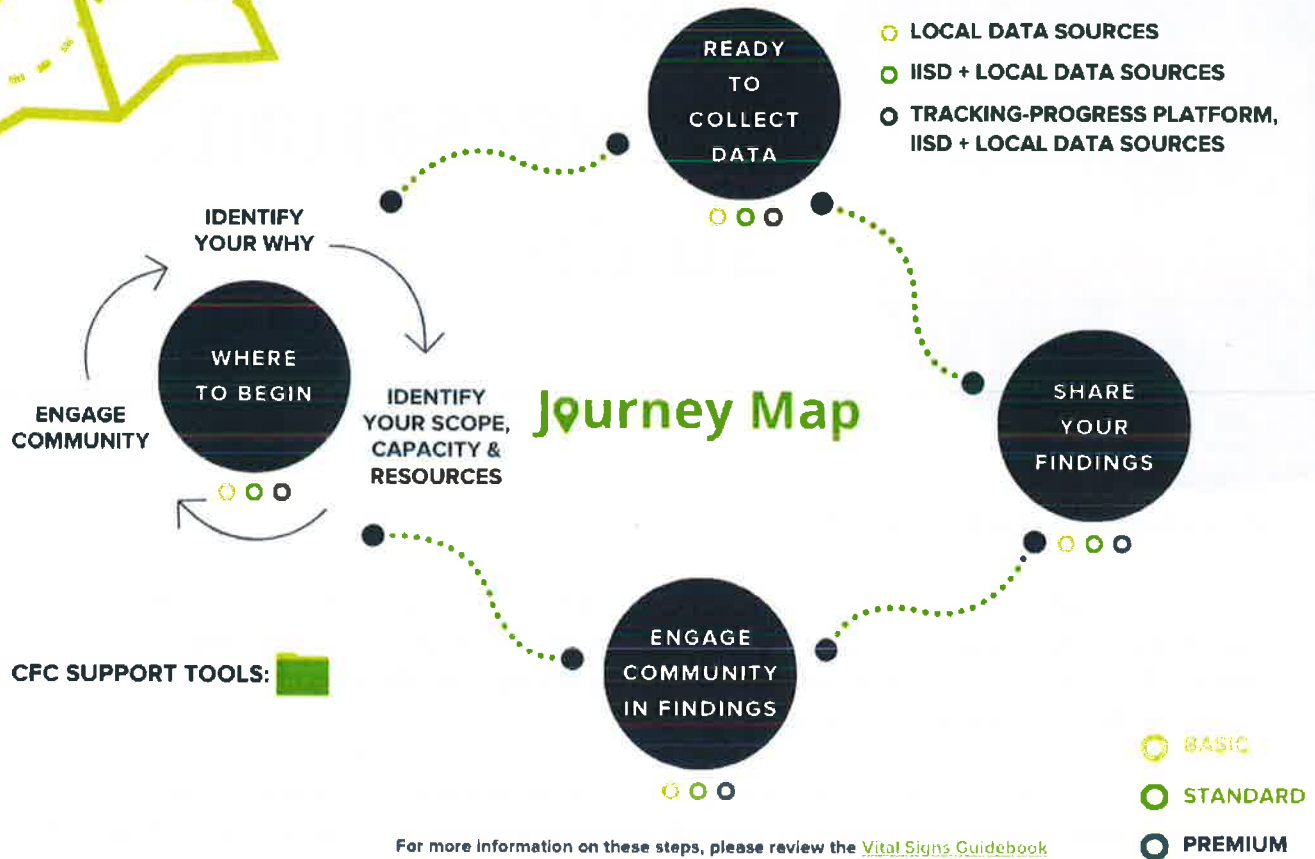 READY
TO
COLLECT
DATA
LOCAL DATA SOURCES
IISD + LOCAL DATA SOURCES
TRACKING-PROGRESS PLATFORM,
IISD + LOCAL DATA SOURCES
IDENTIFY
YOUR WHY
WHERE
TO BEGIN
ENGAGE
COMMUNITY
IDENTIFY
YOUR SCOPE,
CAPACITY &
RESOURCES
Journey Map
SHARE
YOUR
FINDINGS
ENGAGE
COMMUNITY
IN FINDINGS
CFC SUPPORT TOOLS:
BASIC
STANDARD
PREMIUM
For more information on these steps, please review the Vital Signs Guidebook